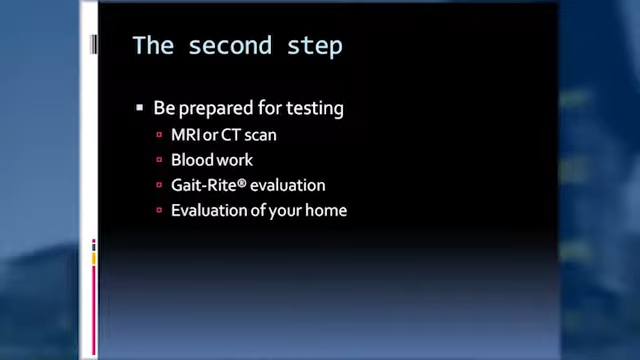 The second step
Be prepared for testing
MRI or CT scan
Blood work
Gait-Rite® evaluation
Evaluation of your home